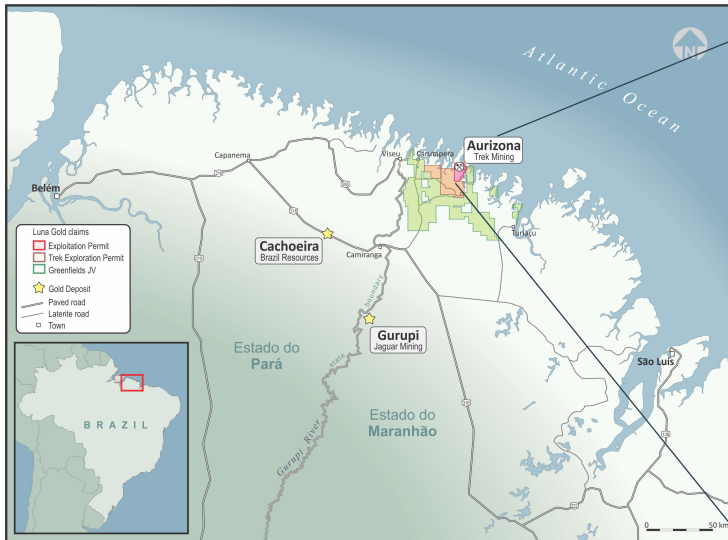 N
Atlantic Ocean
Aurizona
Trek Mining
Viseu
Carutapera
Capanema
Belém
Turiaçu
Cachoeira
Brazil Resources
Camiranga
Luna Gold claims
Exploitation Permit
Trek Exploration Permit
Greenfields JV
Gold Deposit
Paved road
Laterite road
Town
state boundary
Gurupi
Jaguar Mining
Estado do
Pará
São Luís
Estado do
Maranhão
Gurupi River
BRAZIL
0 50 km